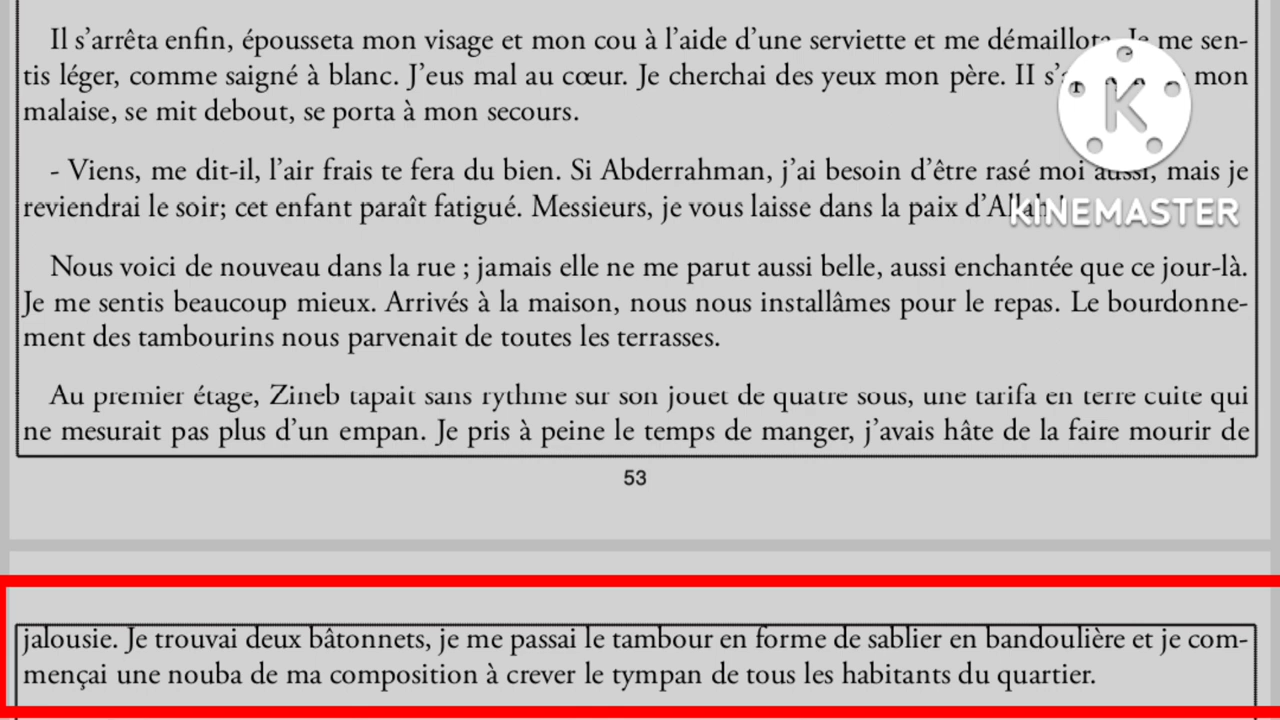 Il s'arrêta enfin, épousseta mon visage et mon cou à l'aide d'une serviette et me démaillota. Je me sen-
tis léger, comme saigné à blanc. J'eus mal au cœur. Je cherchai des yeux mon père. II mon
malaise, se mit debout, se porta à mon secours.
- Viens, me dit-il, l'air frais te fera du bien. Si Abderrahman, j'ai besoin d'être rasé moi aussi, mais je
reviendrai le soir; cet enfant paraît fatigué. Messieurs, je vous laisse dans la paix d'Allah
KINEMASTER
Nous voici de nouveau dans la rue ; jamais elle ne me parut aussi belle, aussi enchantée que ce jour-là.
Je me sentis beaucoup mieux. Arrivés à la maison, nous nous installâmes pour le repas. Le bourdonne-
ment des tambourins nous parvenait de toutes les terrasses.
Au premier étage, Zineb tapait sans rythme sur son jouet de quatre sous, une tarifa en terre cuite qui
ne mesurait pas plus d'un empan. Je pris à peine le temps de manger, j'avais hâte de la faire mourir de
53
jalousie. Je trouvai deux bâtonnets, je me passai le tambour en forme de sablier en bandoulière et je com-
mençai une nouba de ma composition à crever le tympan de tous les habitants du quartier.